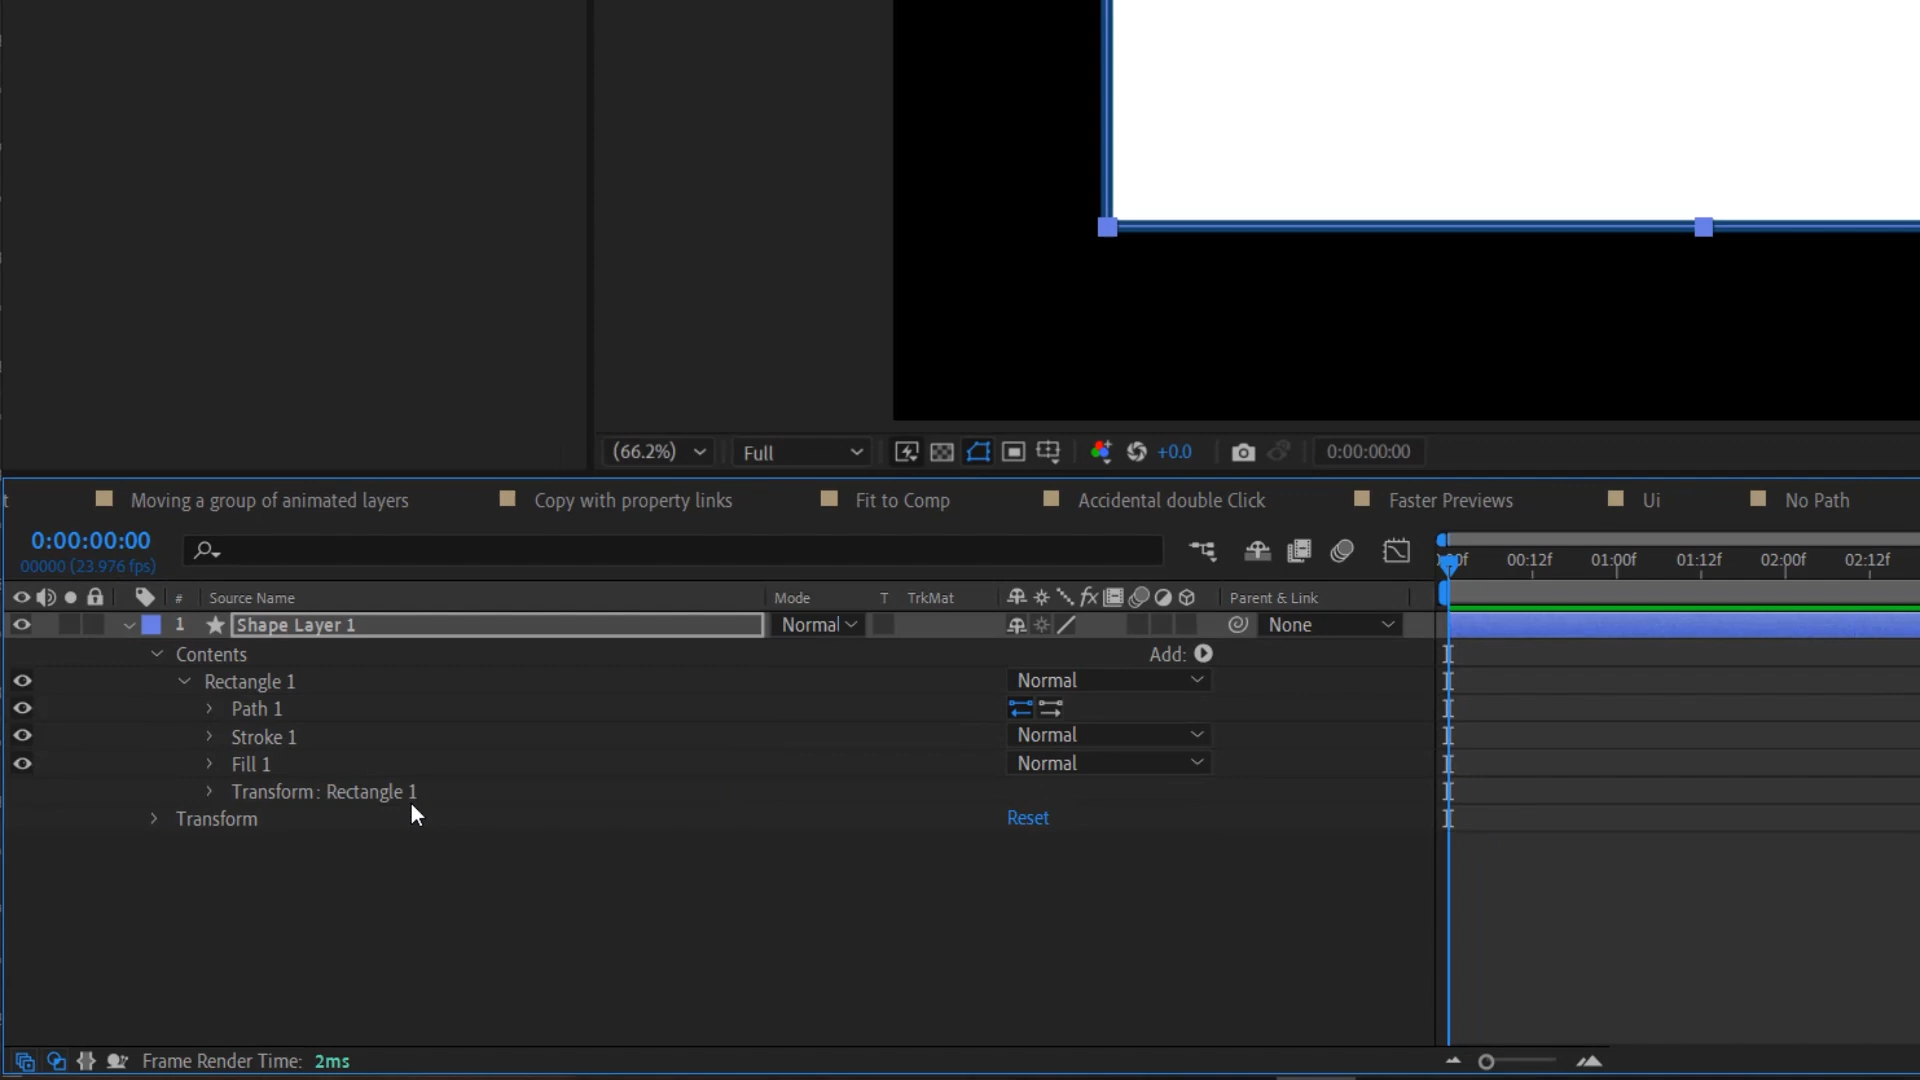 (66.2%) Full +0.0 0:00:00:00
t Moving a group of animated layers Copy with property links Fit to Comp Accidental double Click Faster Previews Ui No Path
0:00:00:00
00000 (23.976 fps)
00f 00:12f 01:00f 01:12f 02:00f 02:12f
# Source Name Mode T TrkMat fx Parent & Link
1 Shape Layer 1 Normal None
Contents Add:
Rectangle 1 Normal
Path 1
Stroke 1 Normal
Fill 1 Normal
Transform: Rectangle 1
Transform Reset
Frame Render Time: 2ms